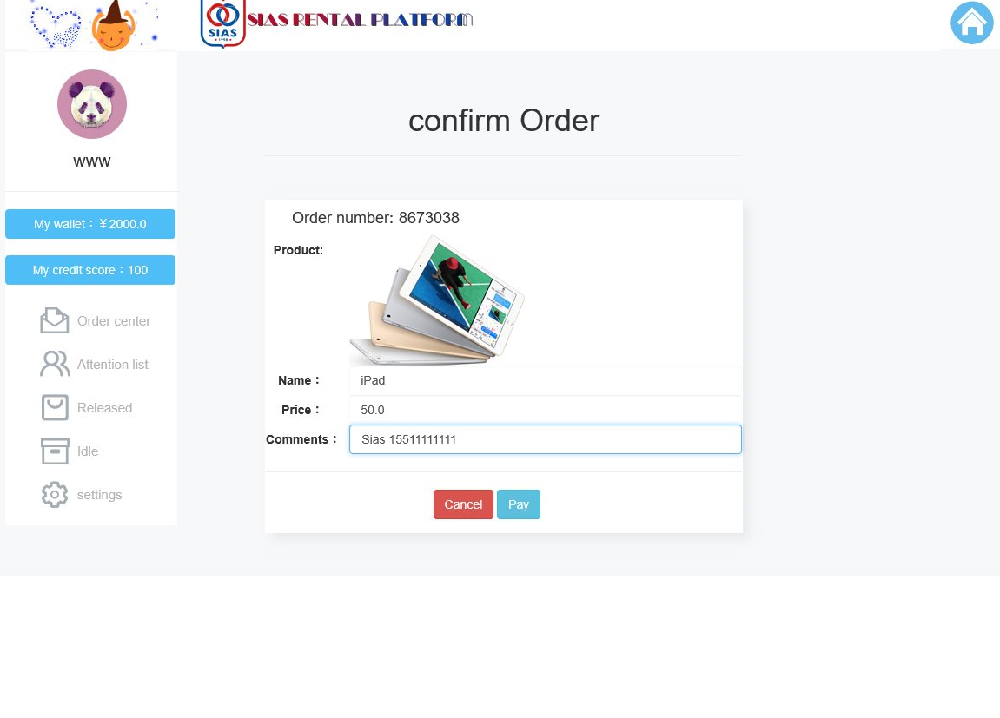 SIAS
1998
SIAS RENTAL PLATFORM
www
My wallet：￥2000.0
My credit score：100
Order center
Attention list
Released
Idle
settings
confirm Order
Order number: 8673038
Product:
Name： iPad
Price： 50.0
Comments： Sias 15511111111
Cancel Pay